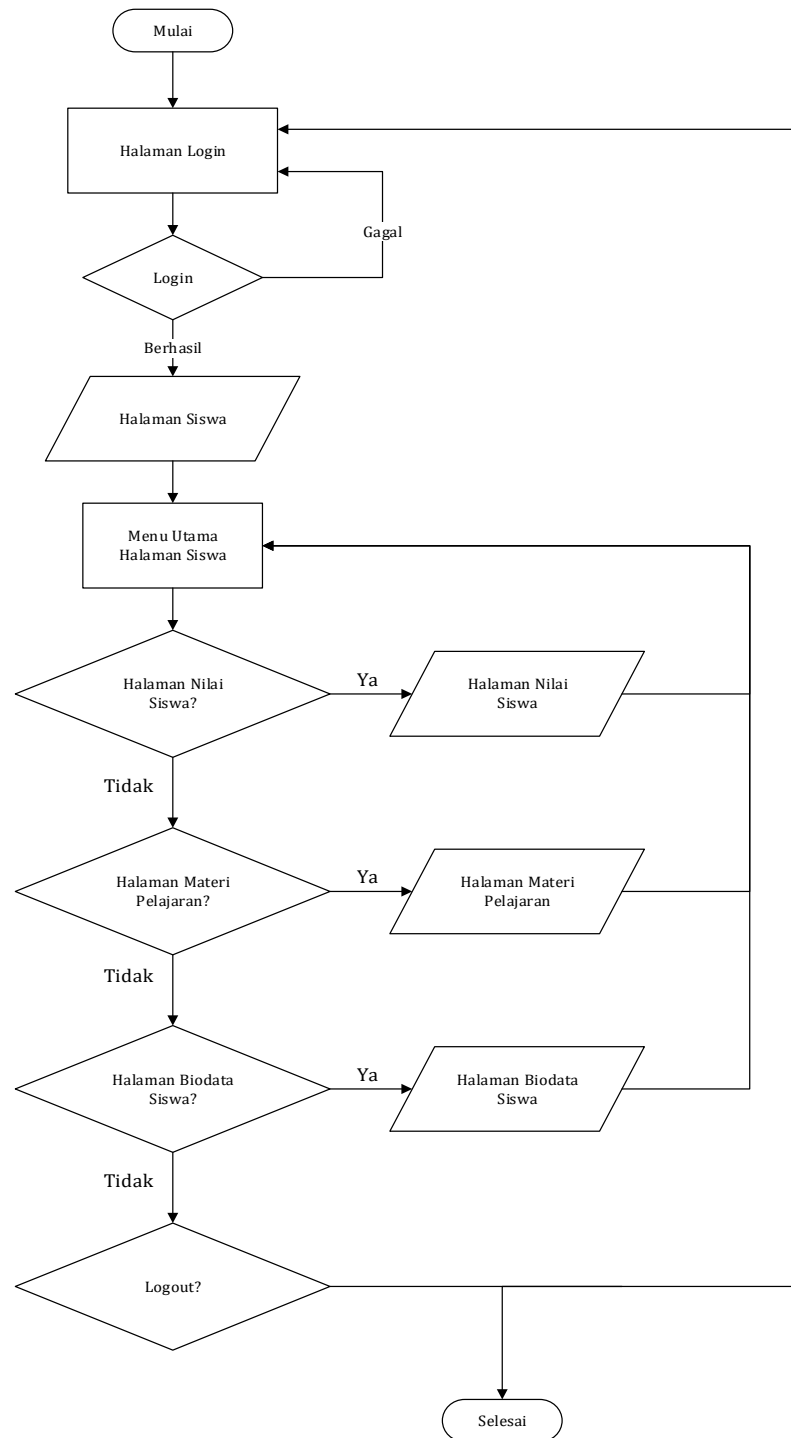 Mulai
Halaman Login
Gagal
Login
Berhasil
Halaman Siswa
Menu Utama
Halaman Siswa
Halaman Nilai
Siswa?
Ya
Halaman Nilai
Siswa
Tidak
Halaman Materi
Pelajaran?
Ya
Halaman Materi
Pelajaran
Tidak
Halaman Biodata
Siswa?
Ya
Halaman Biodata
Siswa
Tidak
Logout?
Selesai